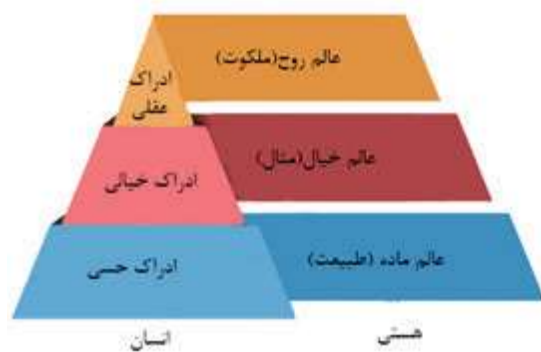 عالم روح(ملکوت)
ادراک
عقلی
عالم خیال(مثال)
ادراک خیالی
عالم ماده (طبیعت)
ادراک حسی
هستی
انسان